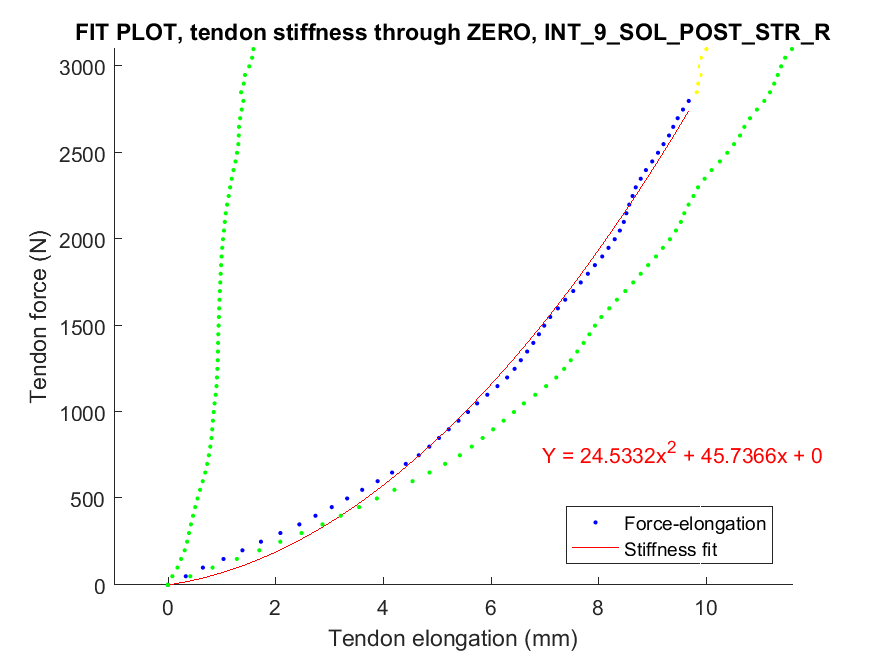 FIT PLOT, tendon stiffness through ZERO, INT_9_SOL_POST_STR_R
3000
2500
2000
1500
1000
500
0
Tendon force (N)
Y = 24.5332x² + 45.7366x + 0
Force-elongation
Stiffness fit
0 2 4 6 8 10
Tendon elongation (mm)